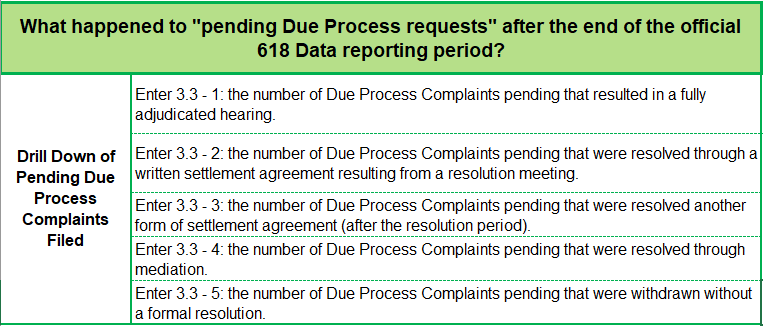 What happened to "pending Due Process requests" after the end of the official
618 Data reporting period?
Drill Down of
Pending Due
Process
Complaints
Filed
Enter 3.3 - 1: the number of Due Process Complaints pending that resulted in a fully
adjudicated hearing.
Enter 3.3 - 2: the number of Due Process Complaints pending that were resolved through a
written settlement agreement resulting from a resolution meeting.
Enter 3.3 - 3: the number of Due Process Complaints pending that were resolved another
form of settlement agreement (after the resolution period).
Enter 3.3 - 4: the number of Due Process Complaints pending that were resolved through
mediation.
Enter 3.3 - 5: the number of Due Process Complaints pending that were withdrawn without
a formal resolution.